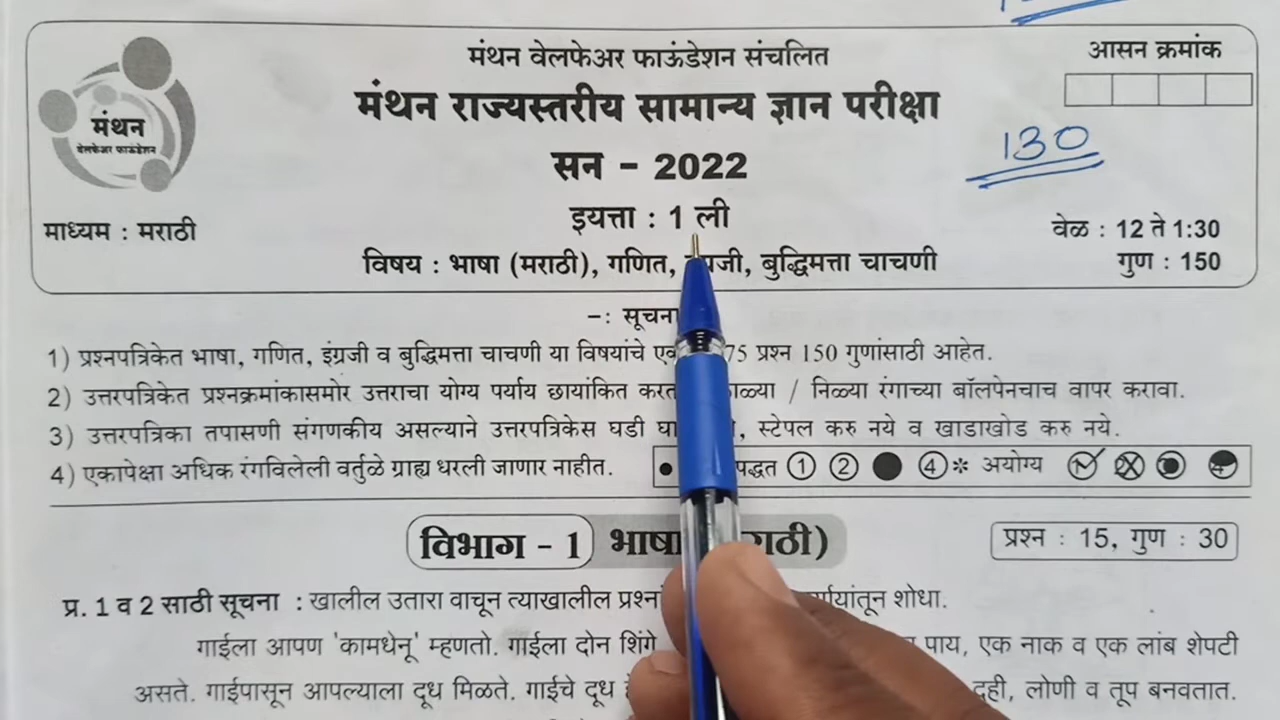 मंथन वेलफेअर फाऊंडेशन संचलित
आसन क्रमांक
मंथन राज्यस्तरीय सामान्य ज्ञान परीक्षा
मंथन
वेलफेअर फाऊंडेशन
130
सन - 2022
इयत्ता : 1 ली
माध्यम : मराठी
वेळ : 12 ते 1:30
विषय : भाषा (मराठी), गणित, बुद्धिमत्ता चाचणी
गुण : 150
-: सूचना
1) प्रश्नपत्रिकेत भाषा, गणित, इंग्रजी व बुद्धिमत्ता चाचणी या विषयांचे 75 प्रश्न 150 गुणांसाठी आहेत.
2) उत्तरपत्रिकेत प्रश्नक्रमांकासमोर उत्तराचा योग्य पर्याय छायांकित / निळ्या रंगाच्या बॉलपेनचाच वापर करावा.
3) उत्तरपत्रिका तपासणी संगणकीय असल्याने उत्तरपत्रिकेस घडी , स्टेपल करु नये व खाडाखोड करु नये.
4) एकापेक्षा अधिक रंगविलेली वर्तुळे ग्राह्य धरली जाणार नाहीत. ● पद्धत ① ② ● ④ * अयोग्य
विभाग - 1 भाषा
प्रश्न : 15, गुण : 30
प्र. 1 व 2 साठी सूचना : खालील उतारा वाचून त्याखालील शोधा.
गाईला आपण 'कामधेनू' म्हणतो. गाईला दोन शिंगे पाय, एक नाक व एक लांब शेपटी
असते. गाईपासून आपल्याला दूध मिळते. गाईचे दूध दही, लोणी व तूप बनवतात.